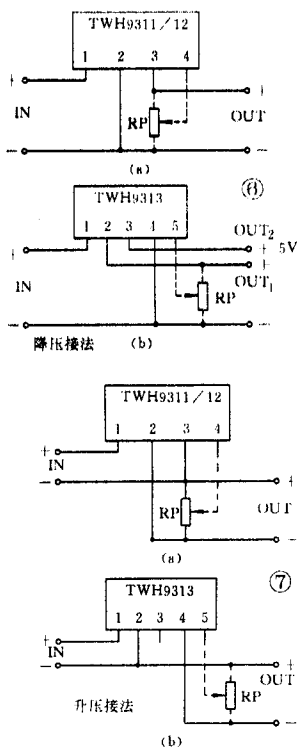 TWH9311／12
1 2 3 4
+ +
IN RP OUT
− −
(a)
⑥
TWH9313
1 2 3 4 5
OUT2
+ + 5V
+
IN OUT1
RP
− −
降压接法 (b)
TWH9311／12
1 2 3 4
+
IN
− +
RP OUT
−
(a)
⑦
TWH9313
1 2 3 4 5
+
IN
− +
OUT
RP
升压接法 −
(b)